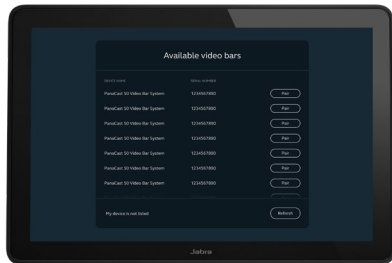 Available video bars
DEVICE NAME SERIAL NUMBER
PanaCast 50 Video Bar System 1234567890 Pair
PanaCast 50 Video Bar System 1234567890 Pair
PanaCast 50 Video Bar System 1234567890 Pair
PanaCast 50 Video Bar System 1234567890 Pair
PanaCast 50 Video Bar System 1234567890 Pair
PanaCast 50 Video Bar System 1234567890 Pair
PanaCast 50 Video Bar System 1234567890 Pair
My device is not listed Refresh
Jabra